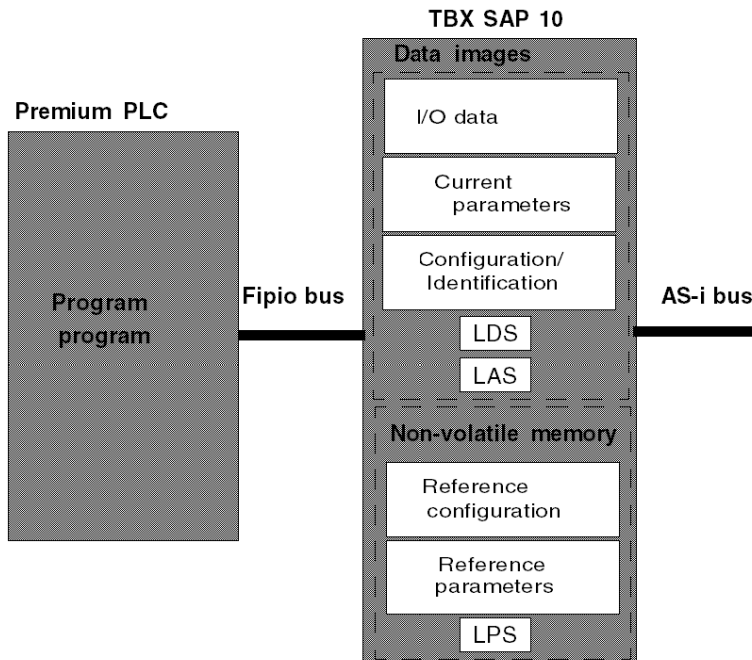 TBX SAP 10
Data images
I/O data
Premium PLC
Current
parameters
Configuration/
Identification
Program
program
Fipio bus
AS-i bus
LDS
LAS
Non-volatile memory
Reference
configuration
Reference
parameters
LPS